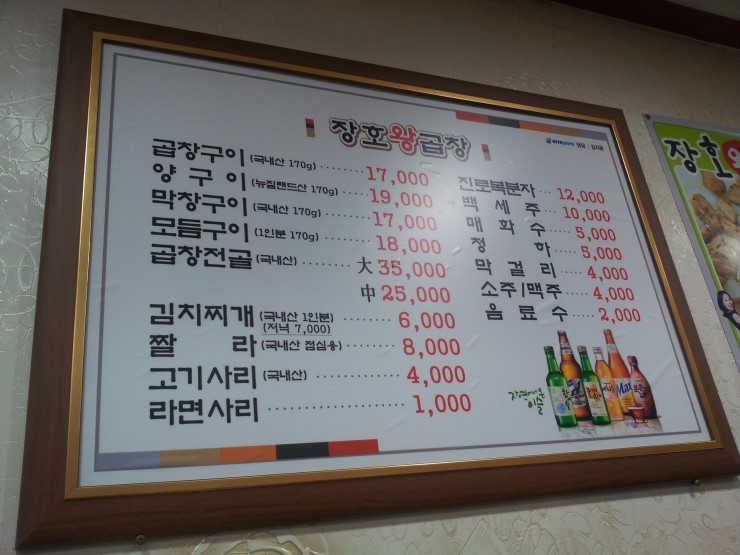 장호왕곱창
곱창구이 (국내산 170g) ········ 17,000
양구이 (뉴질랜드산 170g) ···· 19,000
막창구이 (국내산 170g) ······· 17,000
모듬구이 (1인분 170g) ······· 18,000
곱창전골 (국내산) ········ 大 35,000
中 25,000
김치찌개 (국내산 1인분) ······· 6,000
(저녁 7,000)
짤라 (국내산 점심용) ······· 8,000
고기사리 (국내산) ············ 4,000
라면사리 ················· 1,000
진로복분자 ··· 12,000
백세주 ··· 10,000
매화수 ···· 5,000
청하 ···· 5,000
막걸리 ···· 4,000
소주/맥주 ··· 4,000
음료수 ···· 2,000
이슬
Max
장호